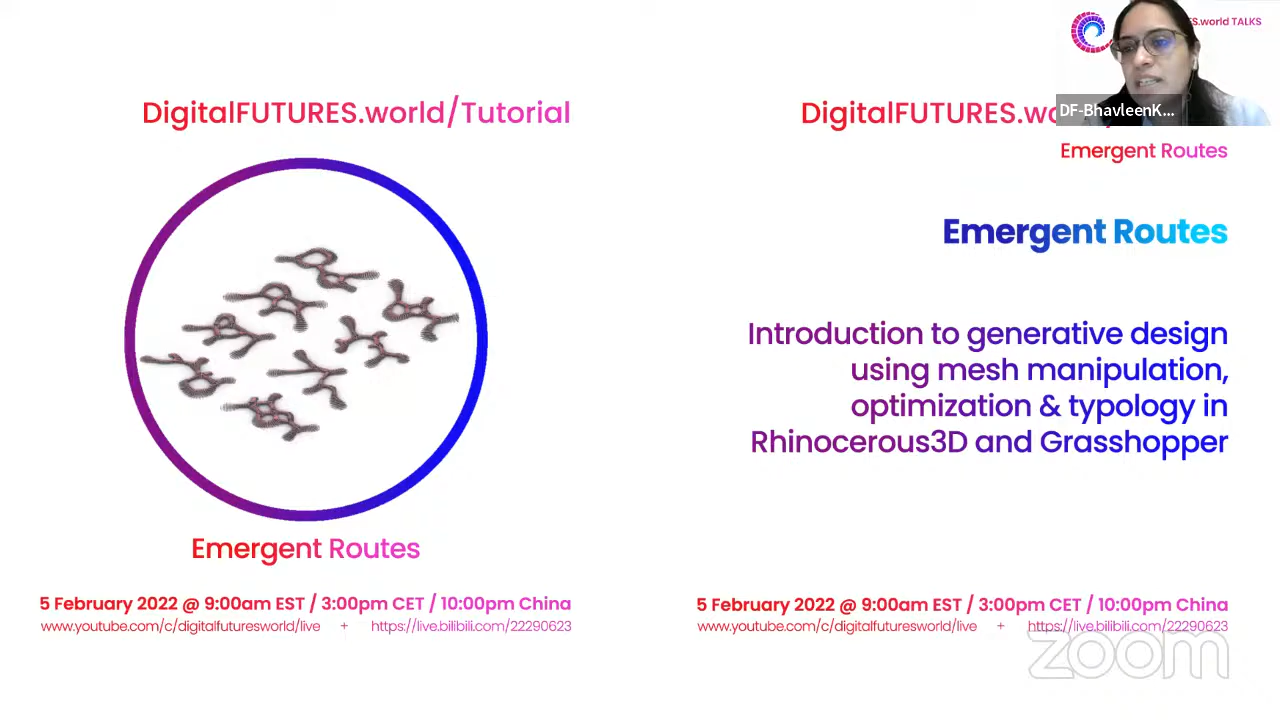 DigitalFUTURES.world/Tutorial
Emergent Routes
5 February 2022 @ 9:00am EST / 3:00pm CET / 10:00pm China
www.youtube.com/c/digitalfuturesworld/live + https://live.bilibili.com/22290623
ES.world TALKS
DF-BhavleenK...
DigitalFUTURES.wo
Emergent Routes
Emergent Routes
Introduction to generative design
using mesh manipulation,
optimization & typology in
Rhinocerous3D and Grasshopper
5 February 2022 @ 9:00am EST / 3:00pm CET / 10:00pm China
www.youtube.com/c/digitalfuturesworld/live + https://live.bilibili.com/22290623
zoom